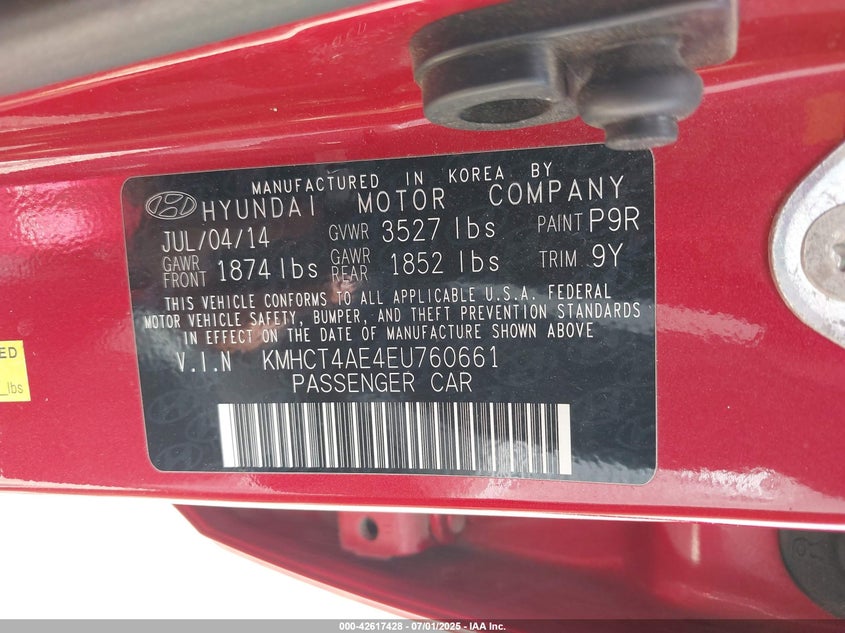 MANUFACTURED IN KOREA BY
HYUNDAI MOTOR COMPANY
JUL/04/14 GVWR 3527 lbs PAINT P9R
GAWR FRONT 1874 lbs GAWR REAR 1852 lbs TRIM 9Y
THIS VEHICLE CONFORMS TO ALL APPLICABLE U.S.A. FEDERAL
MOTOR VEHICLE SAFETY, BUMPER, AND THEFT PREVENTION STANDARDS
IN EFFECT ON THE DATE OF MANUFACTURE SHOWN ABOVE
V.I.N KMHCT4AE4EU760661
PASSENGER CAR
ED
lbs
000-42617428 - 07/01/2025 - IAA Inc.